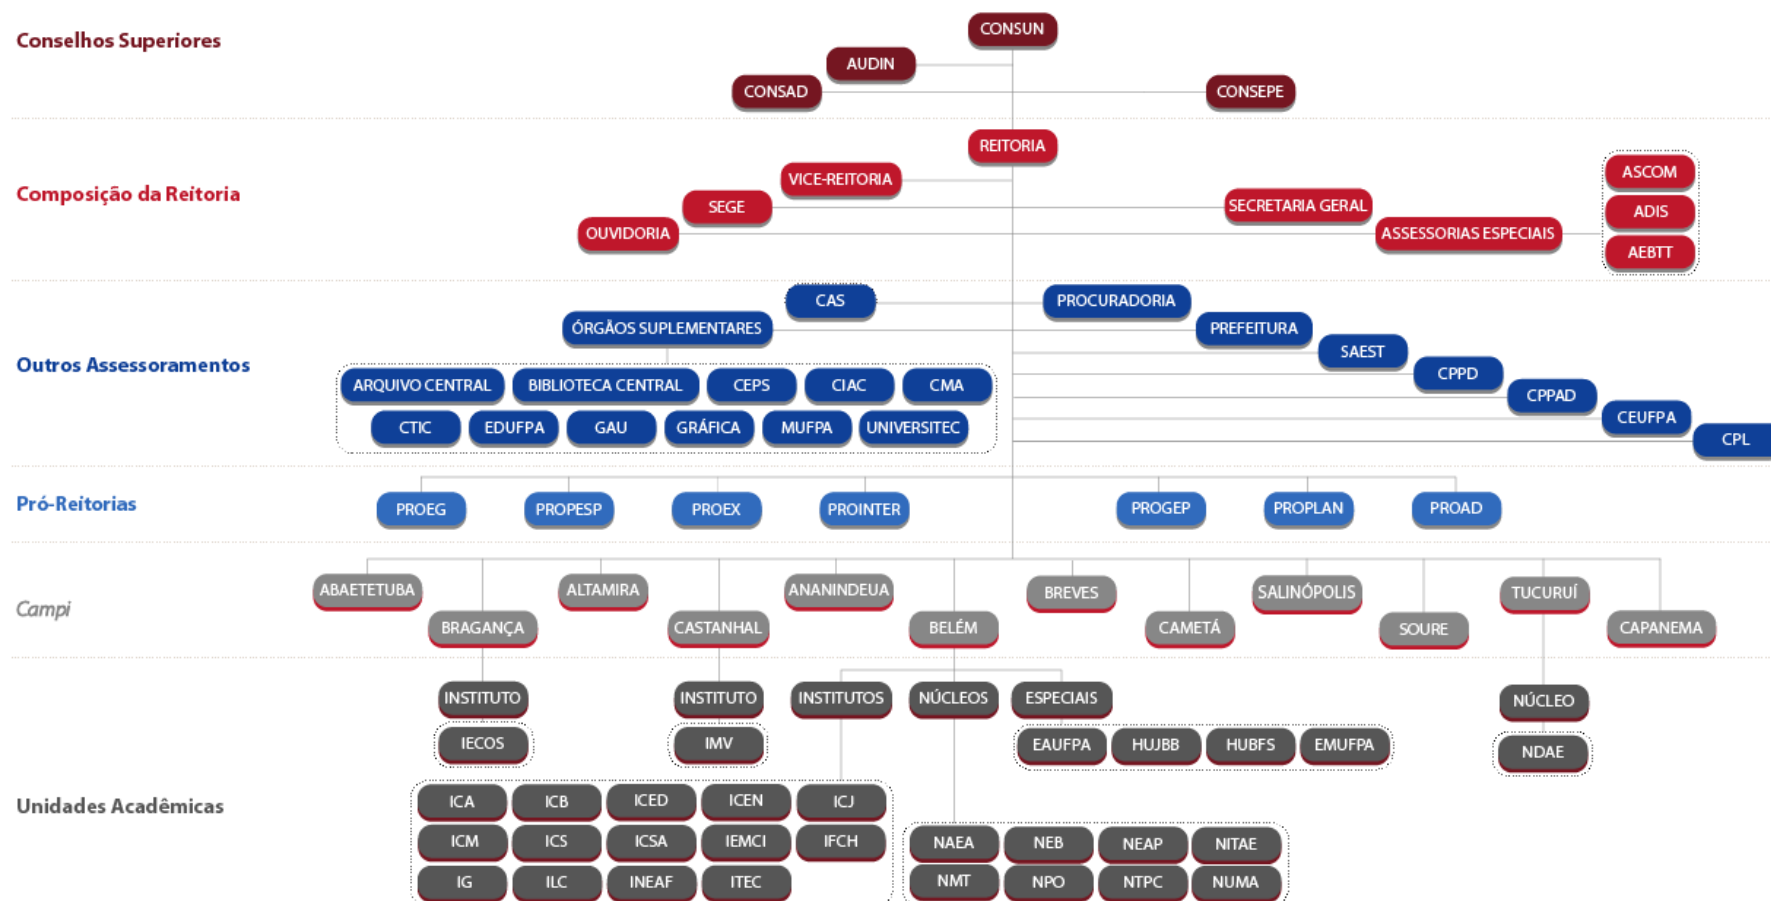 Conselhos Superiores
CONSUN
AUDIN
CONSAD
CONSEPE
Composição da Reitoria
REITORIA
VICE-REITORIA
SEGE
SECRETARIA GERAL
OUVIDORIA
ASSESSORIAS ESPECIAIS
ASCOM
ADIS
AEBTT
Outros Assessoramentos
CAS
PROCURADORIA
ÓRGÃOS SUPLEMENTARES
PREFEITURA
SAEST
CPPD
CPPAD
CEUFPA
CPL
ARQUIVO CENTRAL
BIBLIOTECA CENTRAL
CEPS
CIAC
CMA
CTIC
EDUFPA
GAU
GRÁFICA
MUFPA
UNIVERSITEC
Pró-Reitorias
PROEG
PROPESP
PROEX
PROINTER
PROGEP
PROPLAN
PROAD
Campi
ABAETETUBA
BRAGANÇA
ALTAMIRA
CASTANHAL
ANANINDEUA
BELÉM
BREVES
CAMETÁ
SALINÓPOLIS
SOURE
TUCURUÍ
CAPANEMA
Unidades Acadêmicas
INSTITUTO
IECOS
INSTITUTO
IMV
INSTITUTOS
NÚCLEOS
ESPECIAIS
EAUFPA
HUJBB
HUBFS
EMUFPA
NÚCLEO
NDAE
ICA
ICB
ICED
ICEN
ICJ
ICM
ICS
ICSA
IEMCI
IFCH
IG
ILC
INEAF
ITEC
NAEA
NEB
NEAP
NITAE
NMT
NPO
NTPC
NUMA